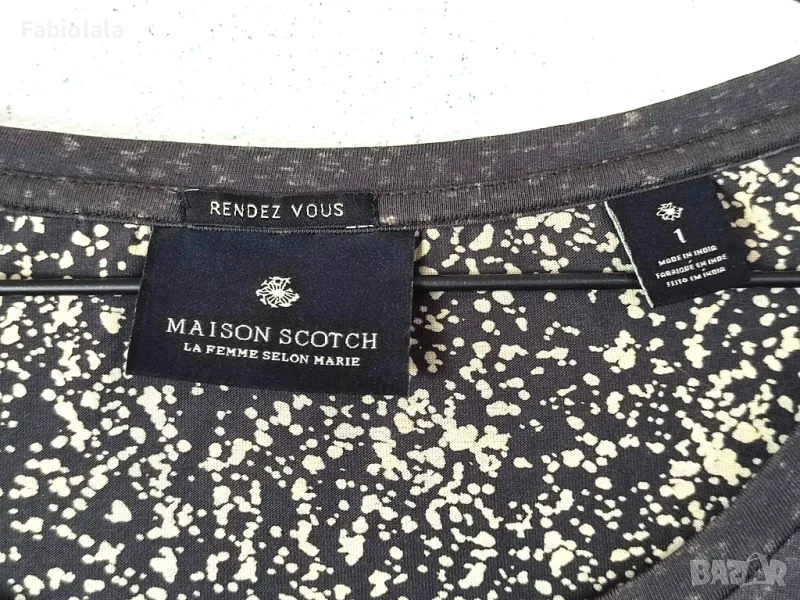 Fabiolala
RENDEZ VOUS
MAISON SCOTCH
LA FEMME SELON MARIE
1
MADE IN INDIA
FABRIQUÉ EN INDE
FEITO EM INDIA
BAZAR